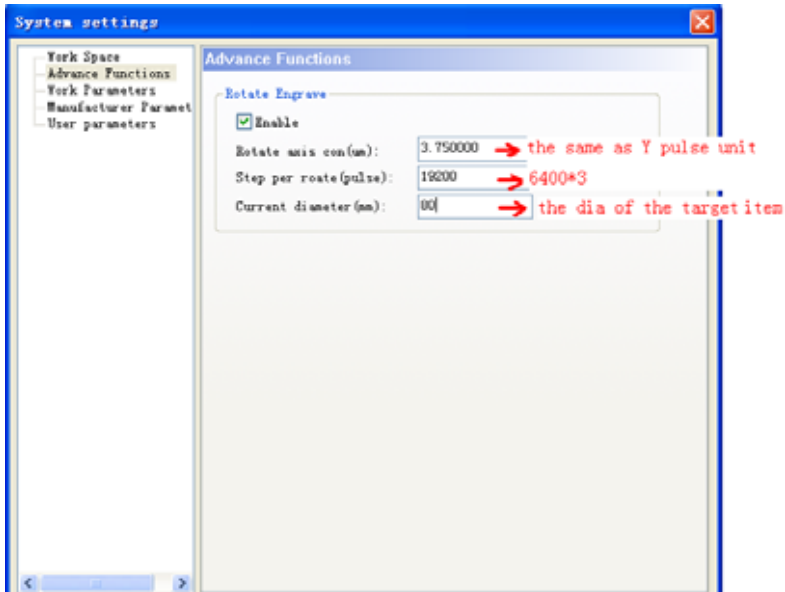 System settings
Work Space
Advance Functions
Work Parameters
Manufacturer Paramet
User parameters
Advance Functions
Rotate Engrave
Enable
Rotate axis con(um): 3.750000 the same as Y pulse unit
Step per roate(pulse): 19200 6400*3
Current diameter(mm): 80 the dia of the target item